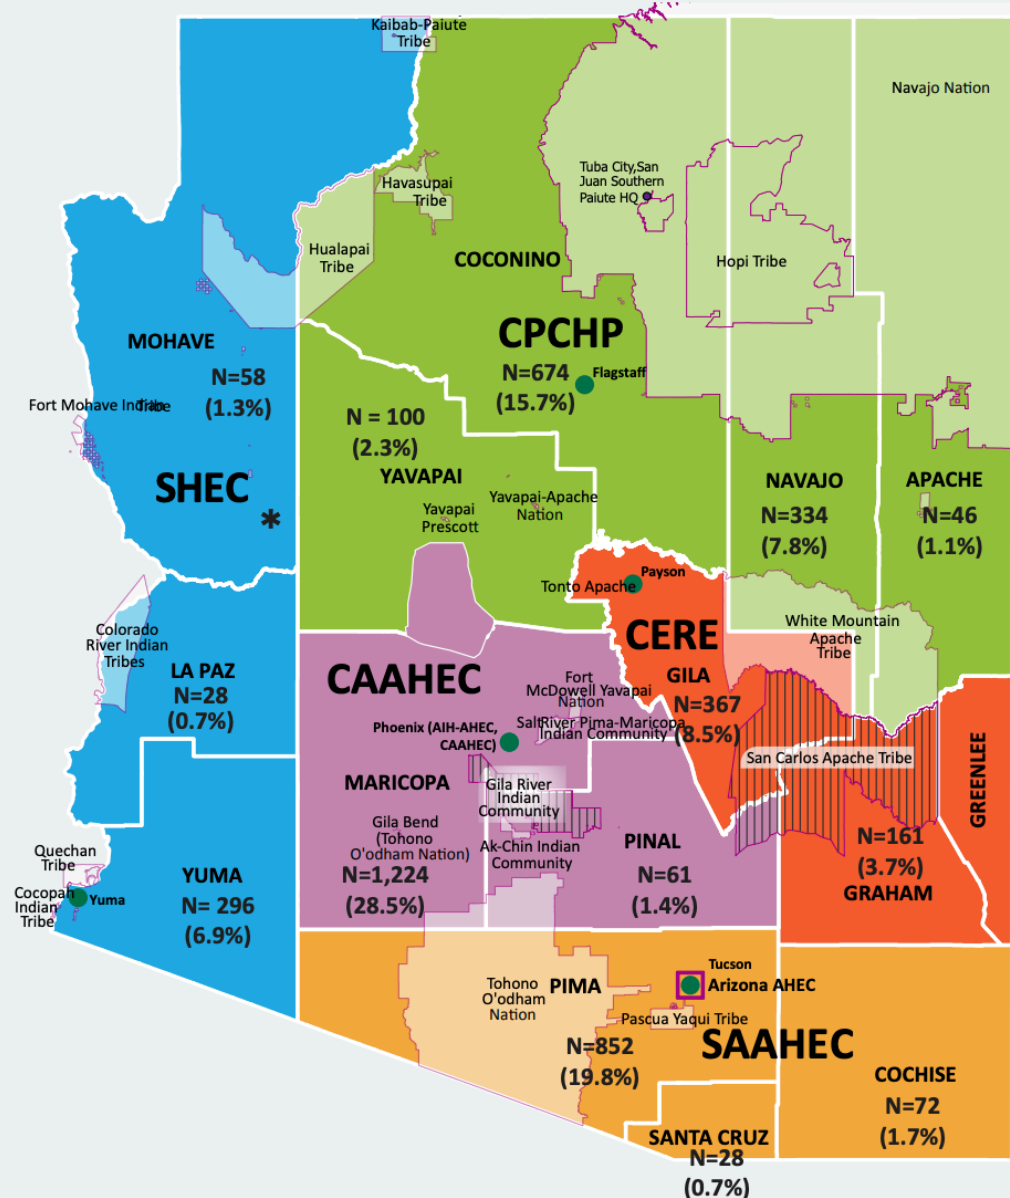 Kaibab-Paiute
Tribe
Navajo Nation
Tuba City,San
Juan Southern
Paiute HQ
Havasupai
Tribe
Hualapai
Tribe
COCONINO
Hopi Tribe
MOHAVE
N=58
(1.3%)
CPCHP
N=674
(15.7%)
Flagstaff
Fort Mohave Indian
Tribe
N = 100
(2.3%)
YAVAPAI
SHEC
*
Yavapai
Prescott
Yavapai-Apache
Nation
NAVAJO
N=334
(7.8%)
APACHE
N=46
(1.1%)
Payson
Tonto Apache
CERE
GILA
N=367
(8.5%)
White Mountain
Apache
Tribe
Colorado
River Indian
Tribes
LA PAZ
N=28
(0.7%)
CAAHEC
Fort
McDowell Yavapai
Nation
SaltRiver Pima-Maricopa
Indian Community
Phoenix (AIH-AHEC,
CAAHEC)
San Carlos Apache Tribe
GREENLEE
MARICOPA
Gila River
Indian
Community
Gila Bend
(Tohono
O'odham Nation)
N=1,224
(28.5%)
Ak-Chin Indian
Community
PINAL
N=61
(1.4%)
N=161
(3.7%)
GRAHAM
Quechan
Tribe
Cocopah
Indian
Tribe
Yuma
YUMA
N= 296
(6.9%)
Tohono
O'odham
Nation
PIMA
Tucson
Arizona AHEC
Pascua Yaqui Tribe
N=852
(19.8%)
SAAHEC
COCHISE
N=72
(1.7%)
SANTA CRUZ
N=28
(0.7%)